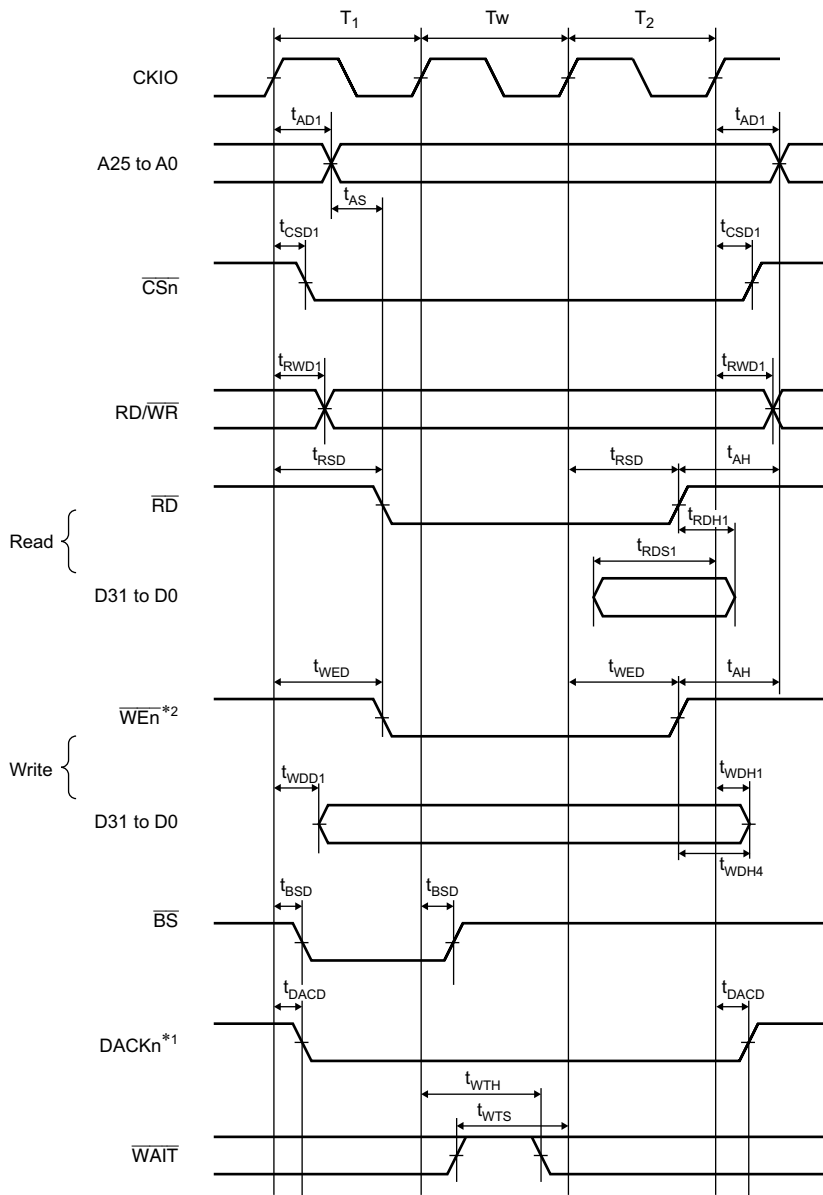 T1 Tw T2
CKIO
tAD1 tAD1
A25 to A0
tAS
tCSD1 tCSD1
CSn
tRWD1 tRWD1
RD/WR
tRSD tRSD tAH
RD
tRDH1
Read {
tRDS1
D31 to D0
tWED tWED tAH
WEn*2
Write {
tWDD1 tWDH1
D31 to D0
tWDH4
tBSD tBSD
BS
tDACD tDACD
DACKn*1
tWTH
tWTS
WAIT